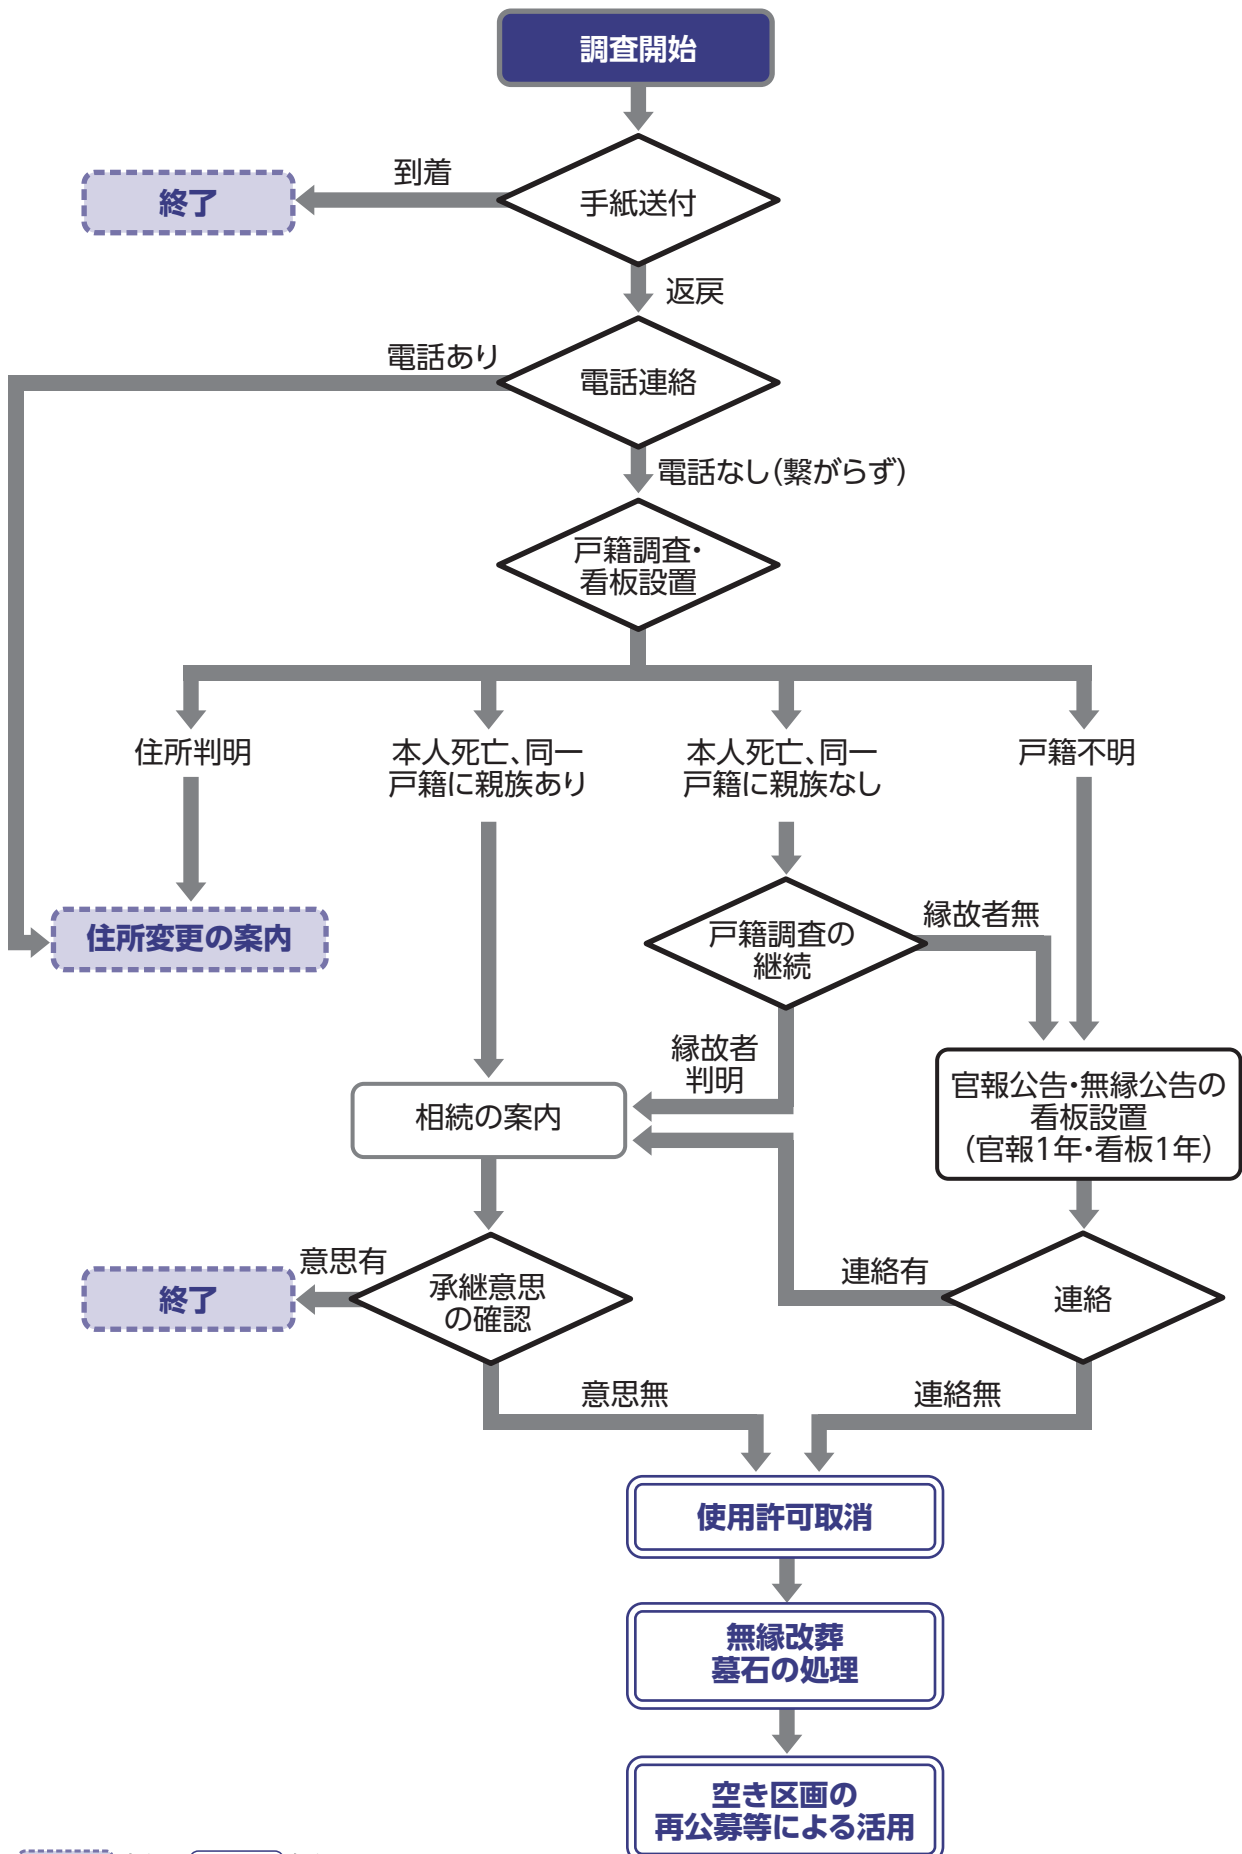 調査開始
到着
終了
手紙送付
返戻
電話あり
電話連絡
電話なし（繋がらず）
戸籍調査・
看板設置
住所判明
本人死亡、同一
戸籍に親族あり
本人死亡、同一
戸籍に親族なし
戸籍不明
住所変更の案内
戸籍調査の
継続
縁故者無
縁故者
判明
相続の案内
官報公告・無縁公告の
看板設置
（官報1年・看板1年）
意思有
終了
承継意思
の確認
連絡有
連絡
意思無
連絡無
使用許可取消
無縁改葬
墓石の処理
空き区画の
再公募等による活用